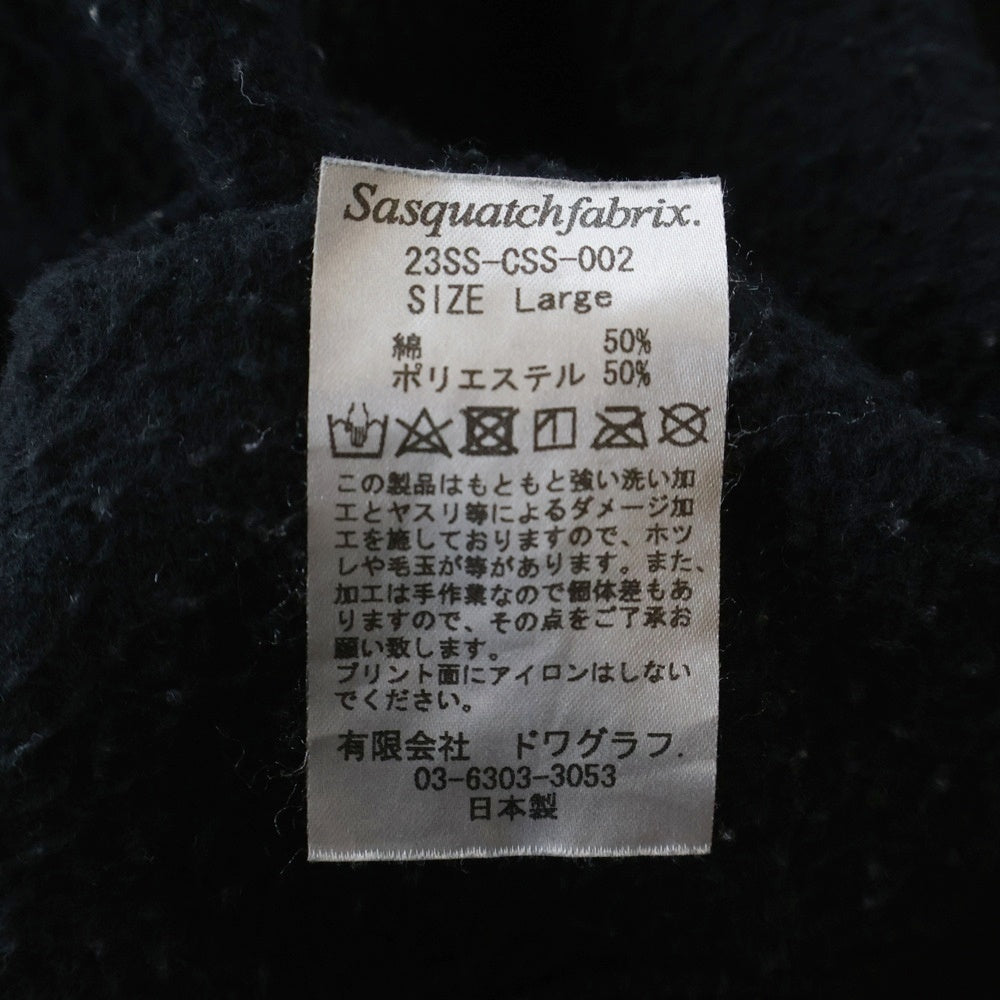 Sasquatchfabrix.
23SS-CSS-002
SIZE Large
綿 50%
ポリエステル 50%
この製品はもともと強い洗い加
工とヤスリ等によるダメージ加
工を施しておりますので、ホツ
レや毛玉が等があります。また、
加工は手作業なので個体差もあ
りますので、その点をご了承お
願い致します。
プリント面にアイロンはしない
でください。
有限会社 ドワグラフ.
03-6303-3053
日本製